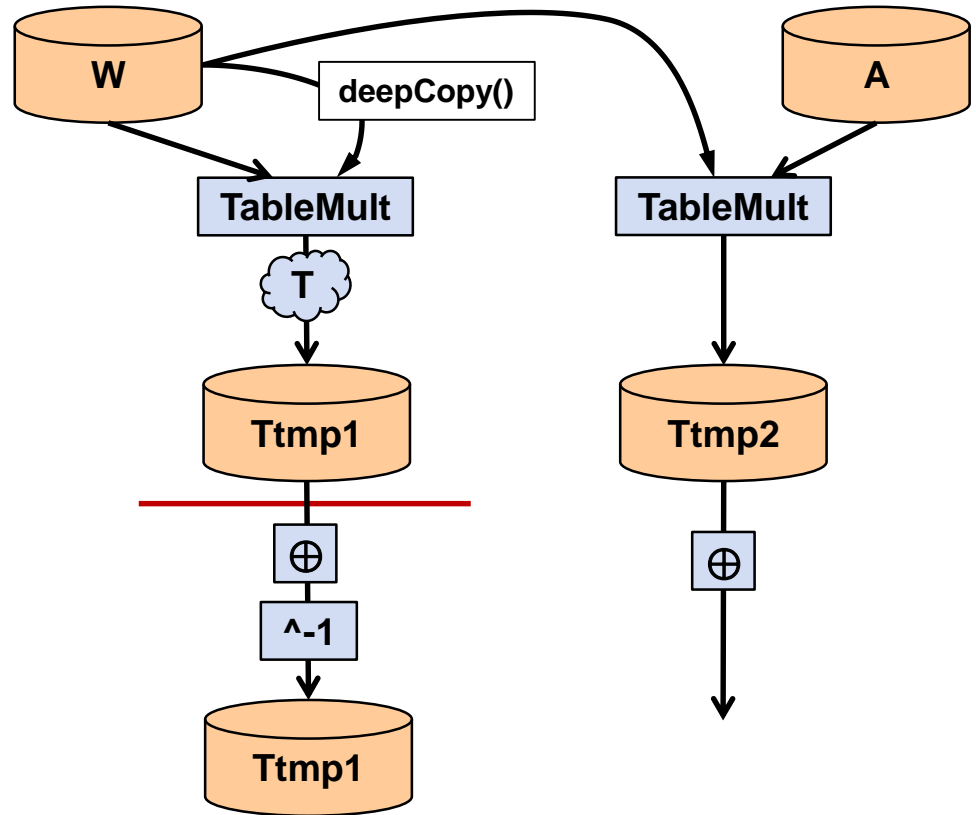 W
A
deepCopy()
TableMult
TableMult
T
Ttmp1
Ttmp2
⊕
⊕
^-1
Ttmp1